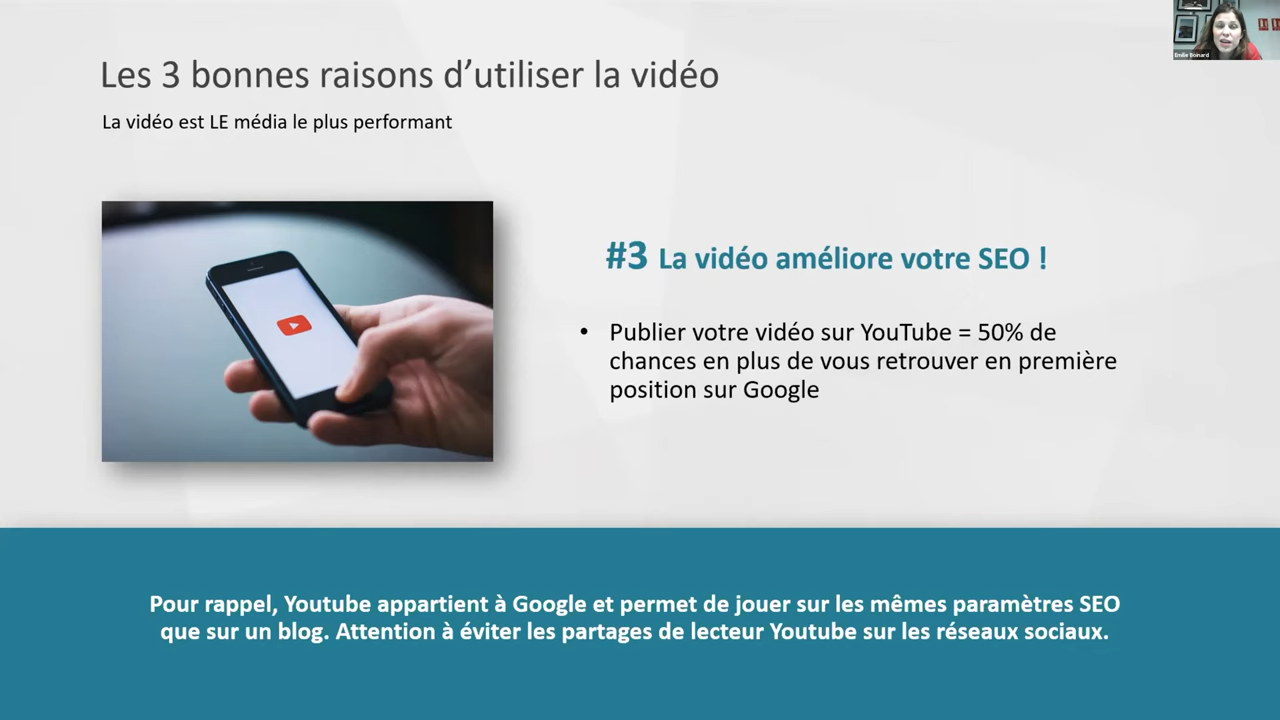 Emilie Boinard
Les 3 bonnes raisons d’utiliser la vidéo
La vidéo est LE média le plus performant
#3 La vidéo améliore votre SEO !
• Publier votre vidéo sur YouTube = 50% de
chances en plus de vous retrouver en première
position sur Google
Pour rappel, Youtube appartient à Google et permet de jouer sur les mêmes paramètres SEO
que sur un blog. Attention à éviter les partages de lecteur Youtube sur les réseaux sociaux.